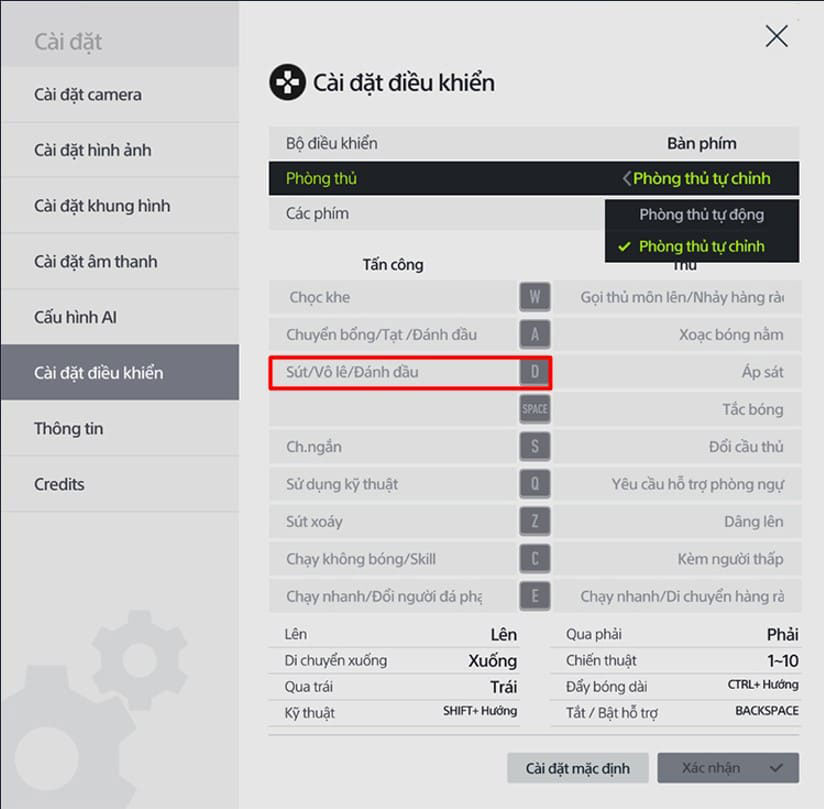 Cài đặt
Cài đặt camera
Cài đặt hình ảnh
Cài đặt khung hình
Cài đặt âm thanh
Cấu hình AI
Cài đặt điều khiển
Thông tin
Credits
Cài đặt điều khiển
Bộ điều khiển Bàn phím
Phòng thủ Phòng thủ tự chỉnh
Các phím Phòng thủ tự động
Phòng thủ tự chỉnh
Tấn công Thủ
Chọc khe W Gọi thủ môn lên/Nhảy hàng rào
Chuyển bổng/Tạt /Đánh đầu A Xoạc bóng nằm
Sút/Vô lê/Đánh đầu D Áp sát
SPACE Tắc bóng
Ch.ngắn S Đổi cầu thủ
Sử dụng kỹ thuật Q Yêu cầu hỗ trợ phòng ngự
Sút xoáy Z Dâng lên
Chạy không bóng/Skill C Kèm người thấp
Chạy nhanh/Đổi người đá phạ E Chạy nhanh/Di chuyển hàng rà
Lên Lên Qua phải Phải
Di chuyển xuống Xuống Chiến thuật 1~10
Qua trái Trái Đẩy bóng dài CTRL+ Hướng
Kỹ thuật SHIFT+ Hướng Tắt / Bật hỗ trợ BACKSPACE
Cài đặt mặc định Xác nhận